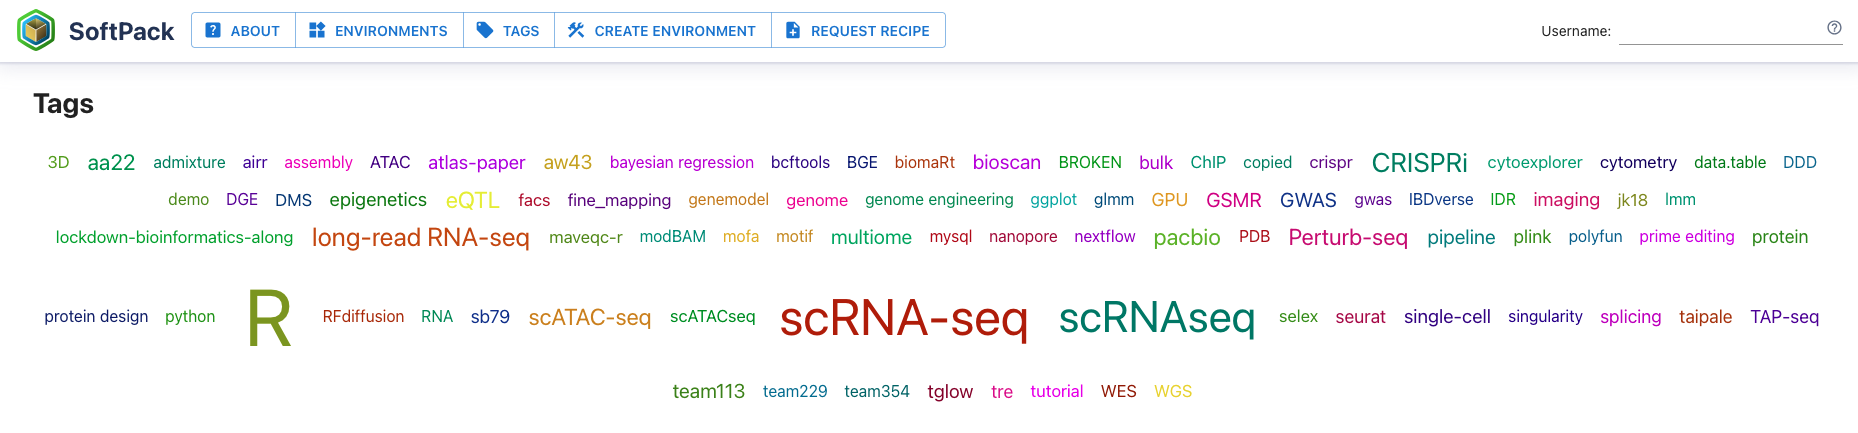 SoftPack ABOUT ENVIRONMENTS TAGS CREATE ENVIRONMENT REQUEST RECIPE Username:
Tags
3D aa22 admixture airr assembly ATAC atlas-paper aw43 bayesian regression bcftools BGE biomaRt bioscan BROKEN bulk ChIP copied crispr CRISPRi cytoexplorer cytometry data.table DDD
demo DGE DMS epigenetics eQTL facs fine_mapping genemodel genome genome engineering ggplot glmm GPU GSMR GWAS gwas IBDverse IDR imaging jk18 lmm
lockdown-bioinformatics-along long-read RNA-seq maveqc-r modBAM mofa motif multiome mysql nanopore nextflow pacbio PDB Perturb-seq pipeline plink polyfun prime editing protein
protein design python R RFdiffusion RNA sb79 scATAC-seq scATACseq scRNA-seq scRNAseq selex seurat single-cell singularity splicing taipale TAP-seq
team113 team229 team354 tglow tre tutorial WES WGS